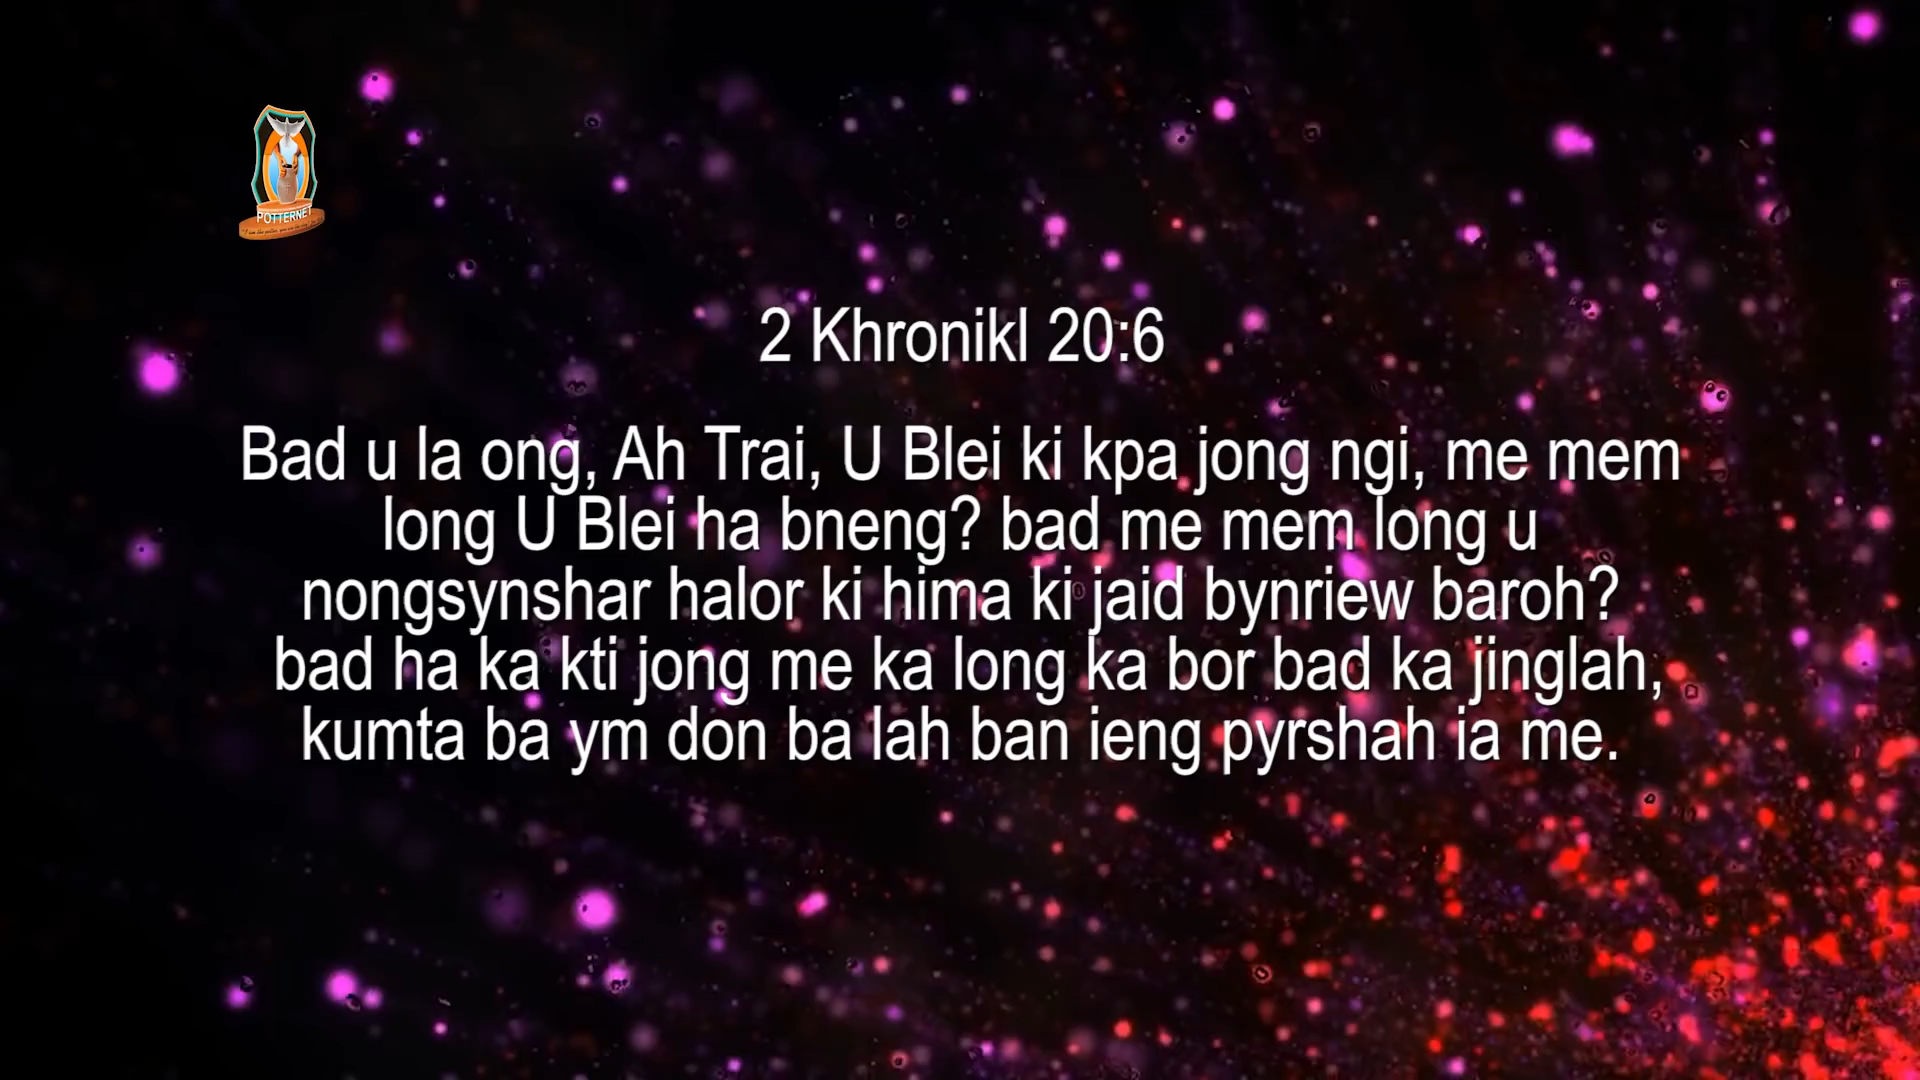 POTTERNET
2 Khronikl 20:6
Bad u la ong, Ah Trai, U Blei ki kpa jong ngi, me mem
long U Blei ha bneng? bad me mem long u
nongsynshar halor ki hima ki jaid bynriew baroh?
bad ha ka kti jong me ka long ka bor bad ka jinglah,
kumta ba ym don ba lah ban ieng pyrshah ia me.